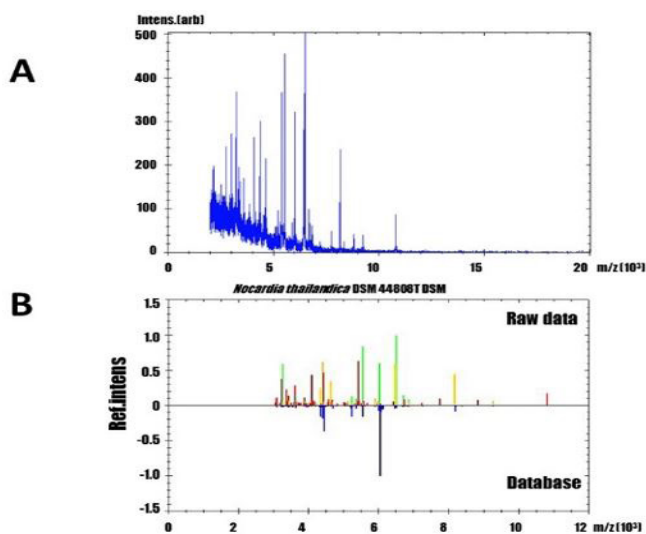 Intens.(arb)
A
500
400
300
200
100
0
0 5 10 15 20 m/z (10³)
Nocardia thailandica DSM 44808T DSM
B
1.5
Raw data
1.0
0.5
0
Ref.intens
-0.5
-1.0
Database
-1.5
0 2 4 6 8 10 12 m/z (10³)